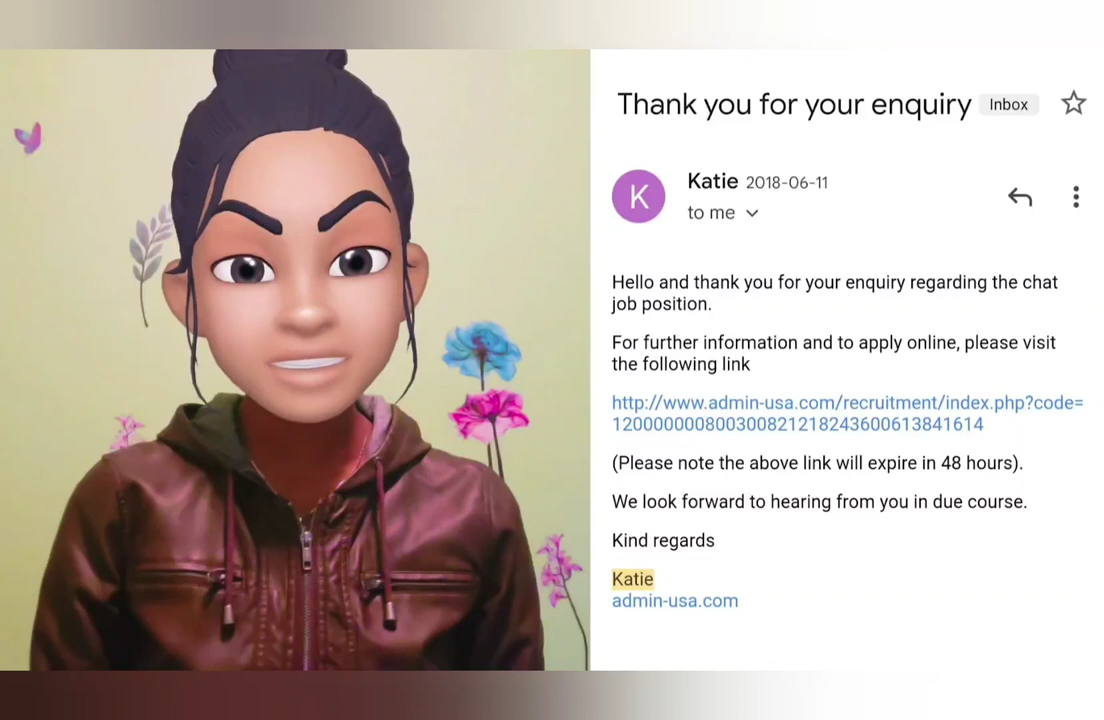 Thank you for your enquiry Inbox
K
Katie 2018-06-11
to me
Hello and thank you for your enquiry regarding the chat
job position.
For further information and to apply online, please visit
the following link
http://www.admin-usa.com/recruitment/index.php?code=
1200000008003008212182436006​13841614
(Please note the above link will expire in 48 hours).
We look forward to hearing from you in due course.
Kind regards
Katie
admin-usa.com